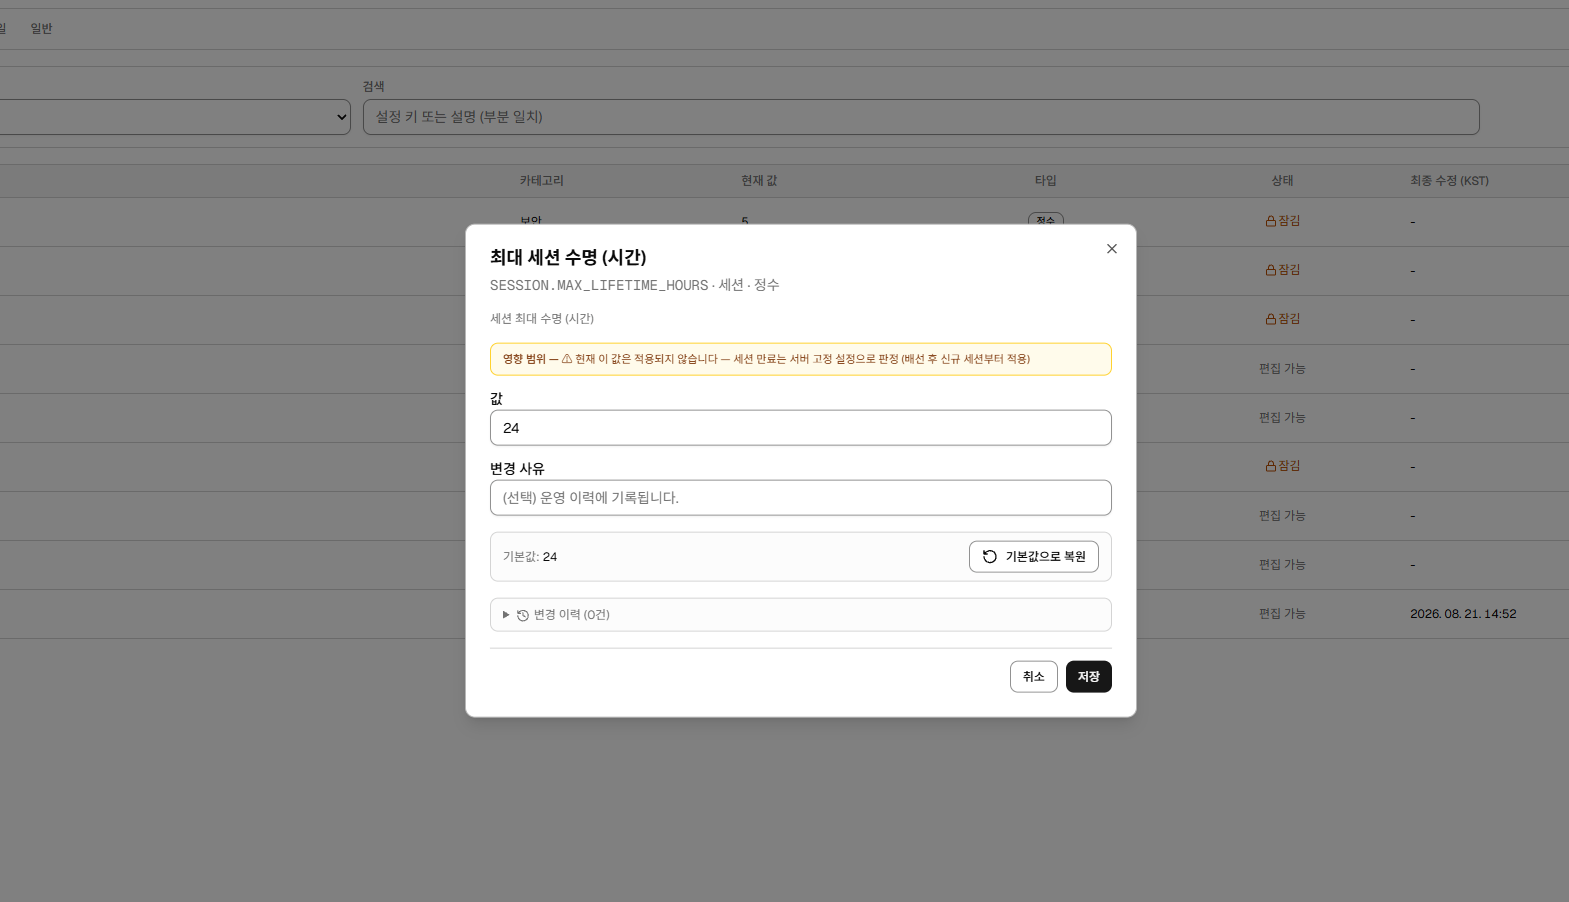 일반
검색
설정 키 또는 설명 (부분 일치)
카테고리 현재 값 타입 상태 최종 수정 (KST)
보안 5 정수 잠김 -
잠김 -
잠김 -
편집 가능 -
편집 가능 -
잠김 -
편집 가능 -
편집 가능 -
편집 가능 2026. 08. 21. 14:52
최대 세션 수명 (시간)
SESSION.MAX_LIFETIME_HOURS · 세션 · 정수
세션 최대 수명 (시간)
영향 범위 — ⚠ 현재 이 값은 적용되지 않습니다 — 세션 만료는 서버 고정 설정으로 판정 (배선 후 신규 세션부터 적용)
값
24
변경 사유
(선택) 운영 이력에 기록됩니다.
기본값: 24 기본값으로 복원
변경 이력 (0건)
취소 저장